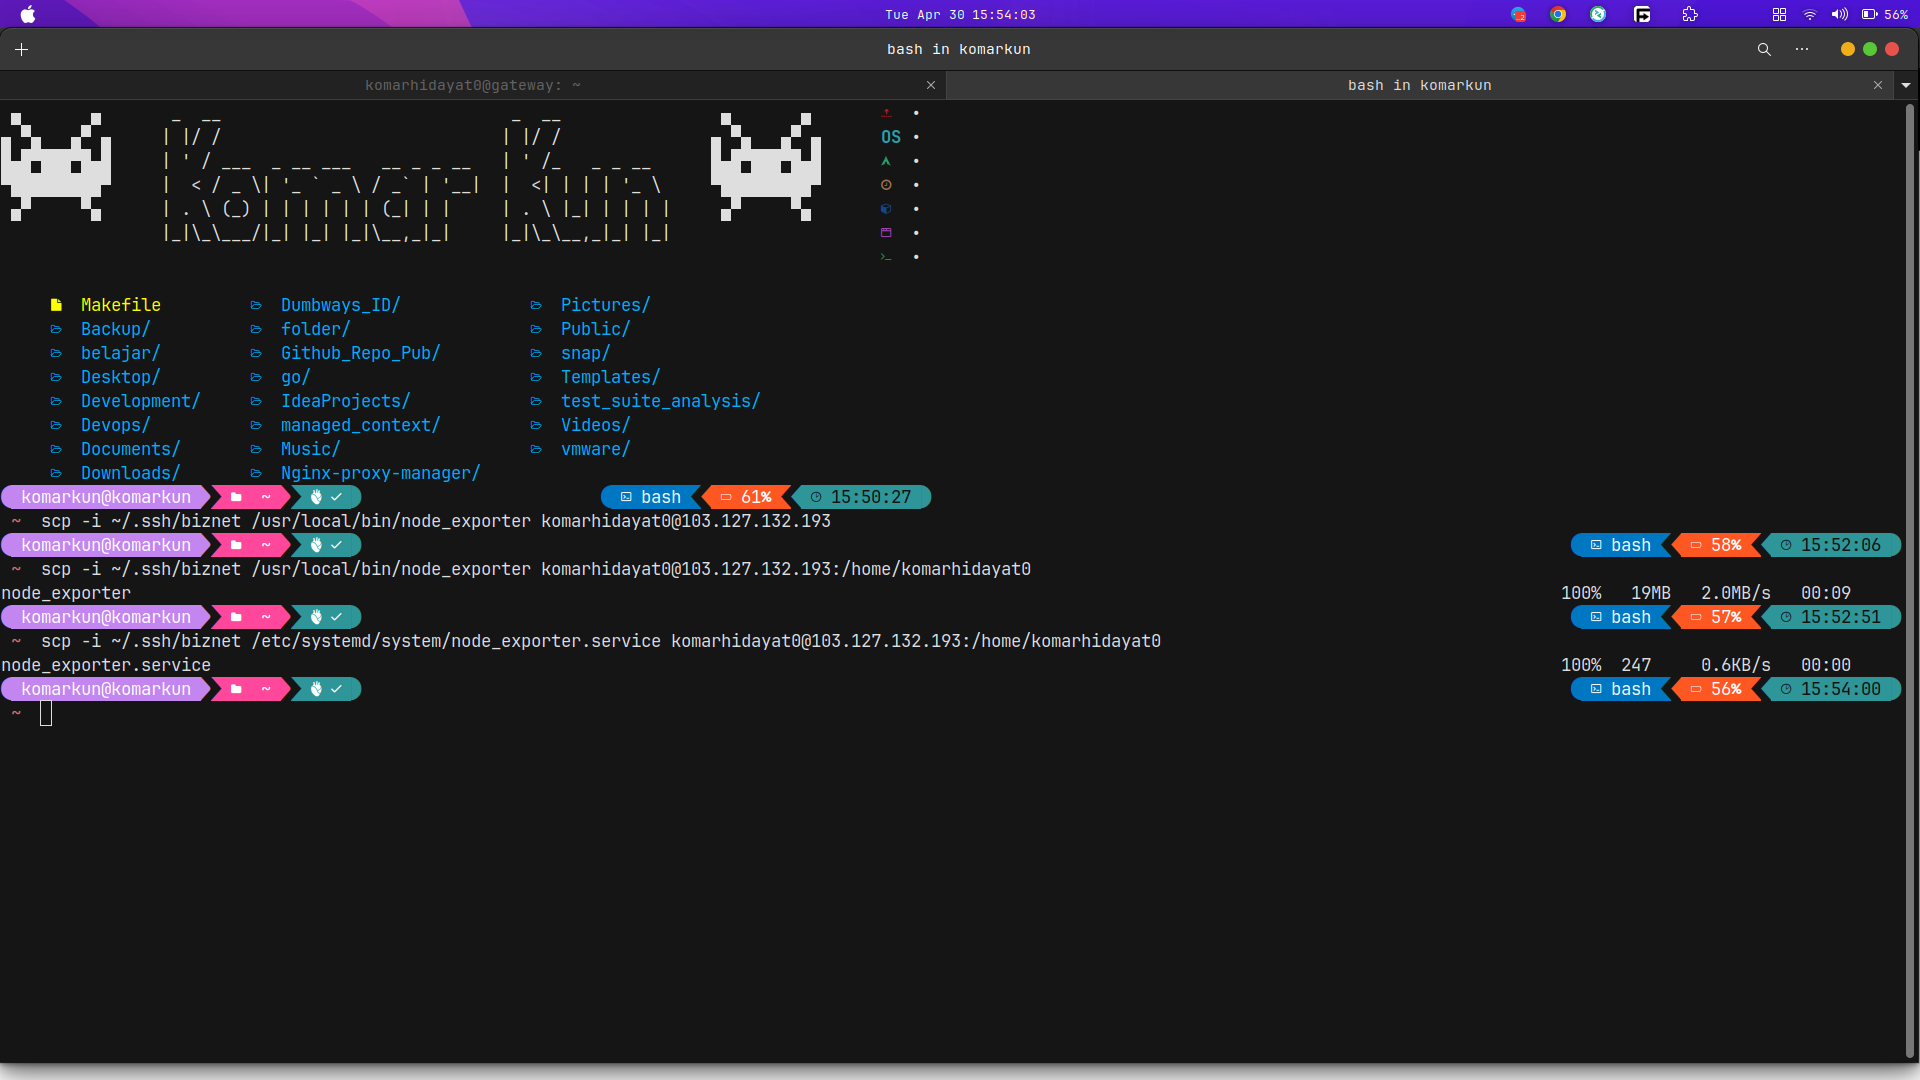 Tue Apr 30 15:54:03
56%
bash in komarkun
komarhidayat0@gateway: ~
bash in komarkun
Komar Kun
OS
Makefile Dumbways_ID/ Pictures/
Backup/ folder/ Public/
belajar/ Github_Repo_Pub/ snap/
Desktop/ go/ Templates/
Development/ IdeaProjects/ test_suite_analysis/
Devops/ managed_context/ Videos/
Documents/ Music/ vmware/
Downloads/ Nginx-proxy-manager/
komarkun@komarkun ~ bash 61% 15:50:27
~ scp -i ~/.ssh/biznet /usr/local/bin/node_exporter komarhidayat0@103.127.132.193
komarkun@komarkun ~ bash 58% 15:52:06
~ scp -i ~/.ssh/biznet /usr/local/bin/node_exporter komarhidayat0@103.127.132.193:/home/komarhidayat0
node_exporter 100% 19MB 2.0MB/s 00:09
komarkun@komarkun ~ bash 57% 15:52:51
~ scp -i ~/.ssh/biznet /etc/systemd/system/node_exporter.service komarhidayat0@103.127.132.193:/home/komarhidayat0
node_exporter.service 100% 247 0.6KB/s 00:00
komarkun@komarkun ~ bash 56% 15:54:00
~